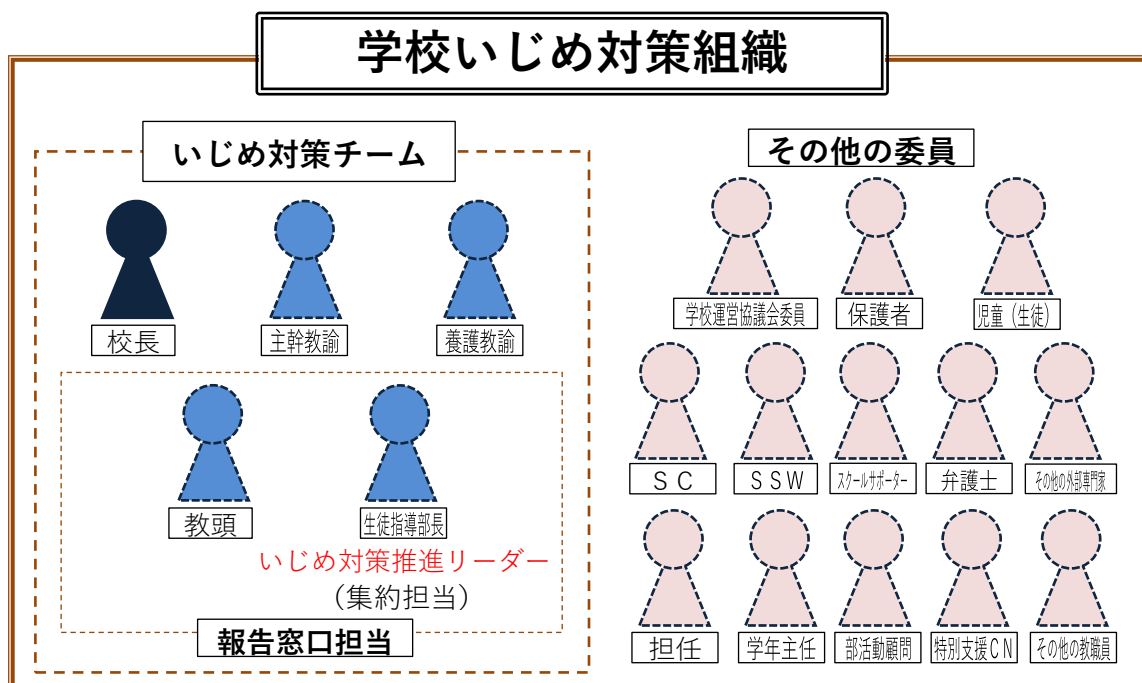 学校いじめ対策組織
いじめ対策チーム
校長
主幹教諭
養護教諭
教頭
生徒指導部長
いじめ対策推進リーダー
（集約担当）
報告窓口担当
その他の委員
学校運営協議会委員
保護者
児童（生徒）
ＳＣ
ＳＳＷ
スクールサポーター
弁護士
その他の外部専門家
担任
学年主任
部活動顧問
特別支援ＣＮ
その他の教職員